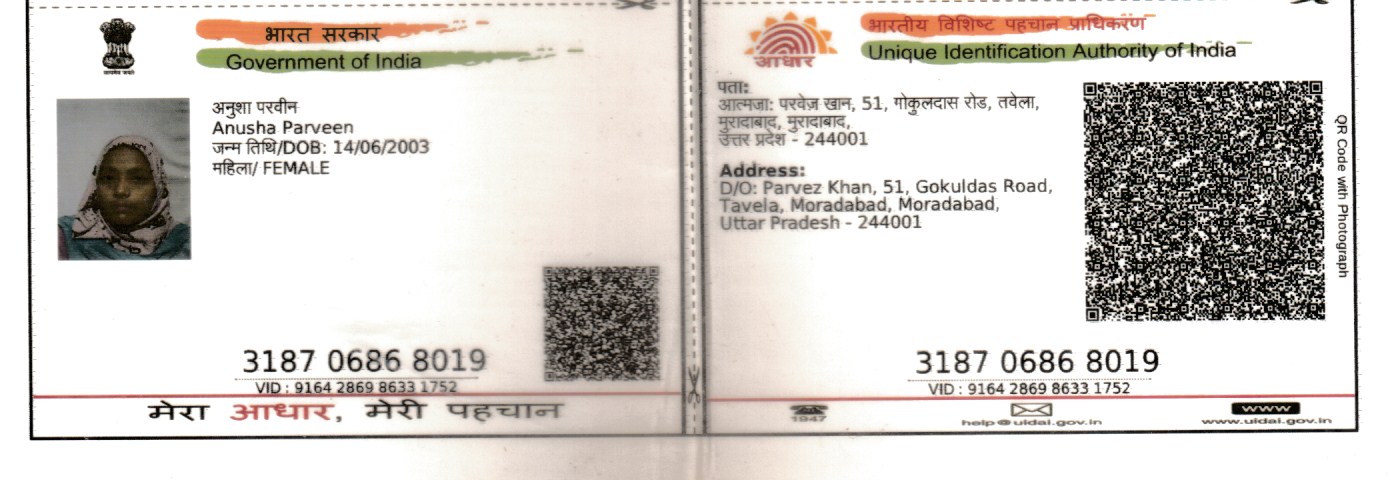 भारत सरकार
Government of India
अनुशा परवीन
Anusha Parveen
जन्म तिथि/DOB: 14/06/2003
महिला/ FEMALE
3187 0686 8019
VID : 9164 2869 8633 1752
मेरा आधार, मेरी पहचान
भारतीय विशिष्ट पहचान प्राधिकरण
Unique Identification Authority of India
आधार
पता:
आत्मजा: परवेज़ खान, 51, गोकुलदास रोड, तवेला,
मुरादाबाद, मुरादाबाद,
उत्तर प्रदेश - 244001
Address:
D/O: Parvez Khan, 51, Gokuldas Road,
Tavela, Moradabad, Moradabad,
Uttar Pradesh - 244001
QR Code with Photograph
3187 0686 8019
VID : 9164 2869 8633 1752
1947
help@uidai.gov.in
www
www.uidai.gov.in